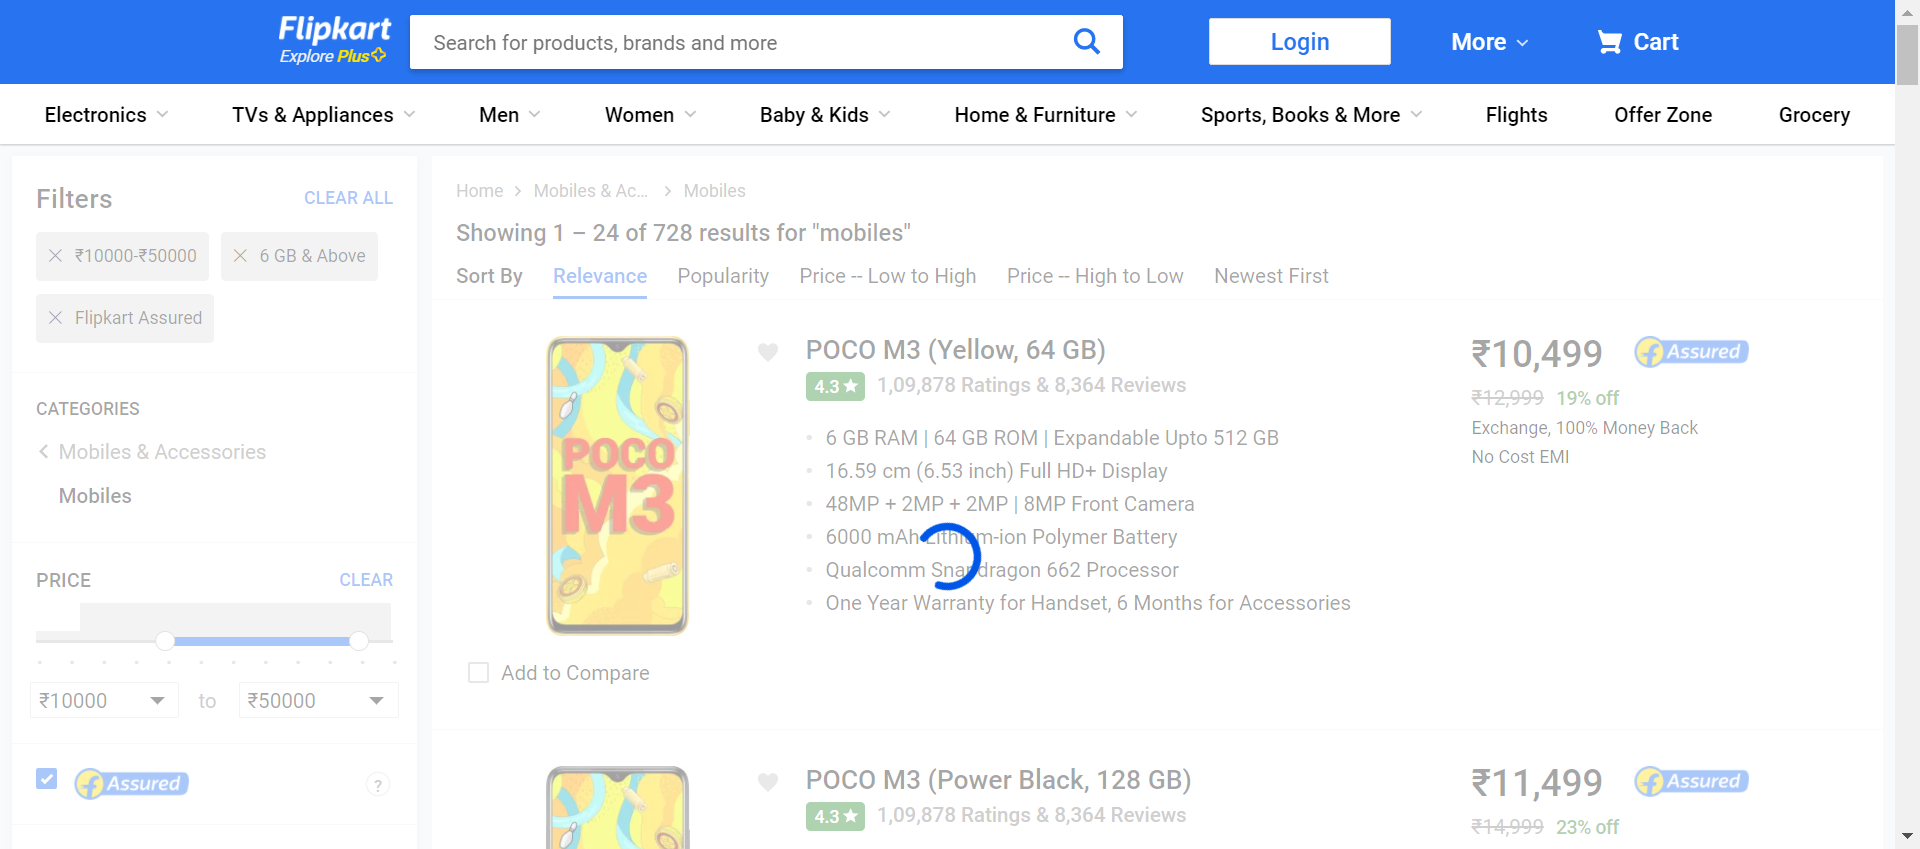 Flipkart
Explore Plus
Search for products, brands and more
Login
More
Cart
Electronics
TVs & Appliances
Men
Women
Baby & Kids
Home & Furniture
Sports, Books & More
Flights
Offer Zone
Grocery
Filters
CLEAR ALL
₹10000-₹50000
6 GB & Above
Flipkart Assured
CATEGORIES
Mobiles & Accessories
Mobiles
PRICE
CLEAR
₹10000
to
₹50000
f Assured
?
Home
Mobiles & Ac...
Mobiles
Showing 1 – 24 of 728 results for "mobiles"
Sort By
Relevance
Popularity
Price -- Low to High
Price -- High to Low
Newest First
POCO
M3
Add to Compare
POCO M3 (Yellow, 64 GB)
4.3★ 1,09,878 Ratings & 8,364 Reviews
6 GB RAM | 64 GB ROM | Expandable Upto 512 GB
16.59 cm (6.53 inch) Full HD+ Display
48MP + 2MP + 2MP | 8MP Front Camera
6000 mAh Lithium-ion Polymer Battery
Qualcomm Snapdragon 662 Processor
One Year Warranty for Handset, 6 Months for Accessories
₹10,499
f Assured
₹12,999 19% off
Exchange, 100% Money Back
No Cost EMI
POCO M3 (Power Black, 128 GB)
4.3★ 1,09,878 Ratings & 8,364 Reviews
₹11,499
f Assured
₹14,999 23% off